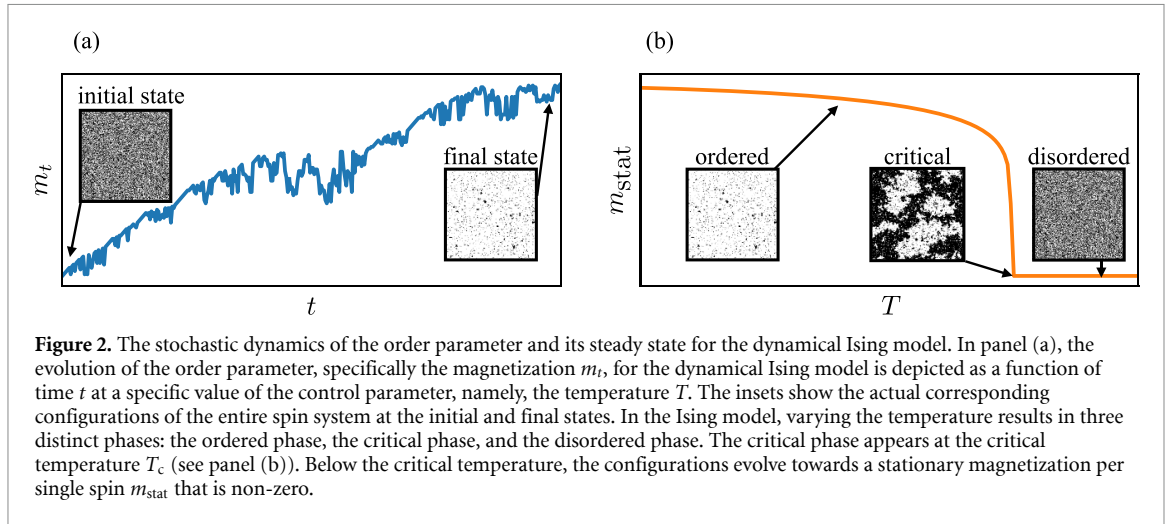 (a)
initial state
final state
m_t
t
(b)
ordered
critical
disordered
m_stat
T
Figure 2. The stochastic dynamics of the order parameter and its steady state for the dynamical Ising model. In panel (a), the
evolution of the order parameter, specifically the magnetization m_t, for the dynamical Ising model is depicted as a function of
time t at a specific value of the control parameter, namely, the temperature T. The insets show the actual corresponding
configurations of the entire spin system at the initial and final states. In the Ising model, varying the temperature results in three
distinct phases: the ordered phase, the critical phase, and the disordered phase. The critical phase appears at the critical
temperature T_c (see panel (b)). Below the critical temperature, the configurations evolve towards a stationary magnetization per
single spin m_stat that is non-zero.